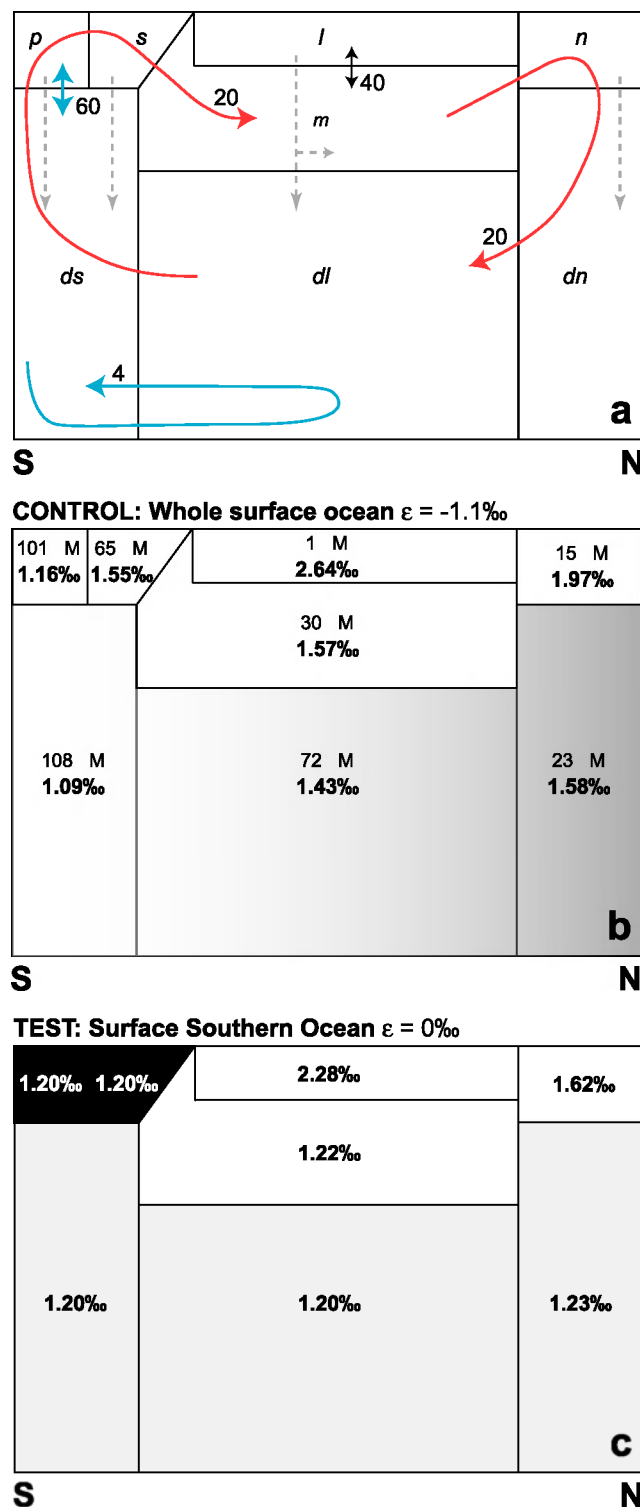 p s l n
60 20 40
m
20
ds dl dn
4
a
S N
CONTROL: Whole surface ocean ε = -1.1‰
101 M 65 M 1 M 15 M
1.16‰ 1.55‰ 2.64‰ 1.97‰
30 M
1.57‰
108 M 72 M 23 M
1.09‰ 1.43‰ 1.58‰
b
S N
TEST: Surface Southern Ocean ε = 0‰
1.20‰ 1.20‰ 2.28‰ 1.62‰
1.22‰
1.20‰ 1.20‰ 1.23‰
c
S N